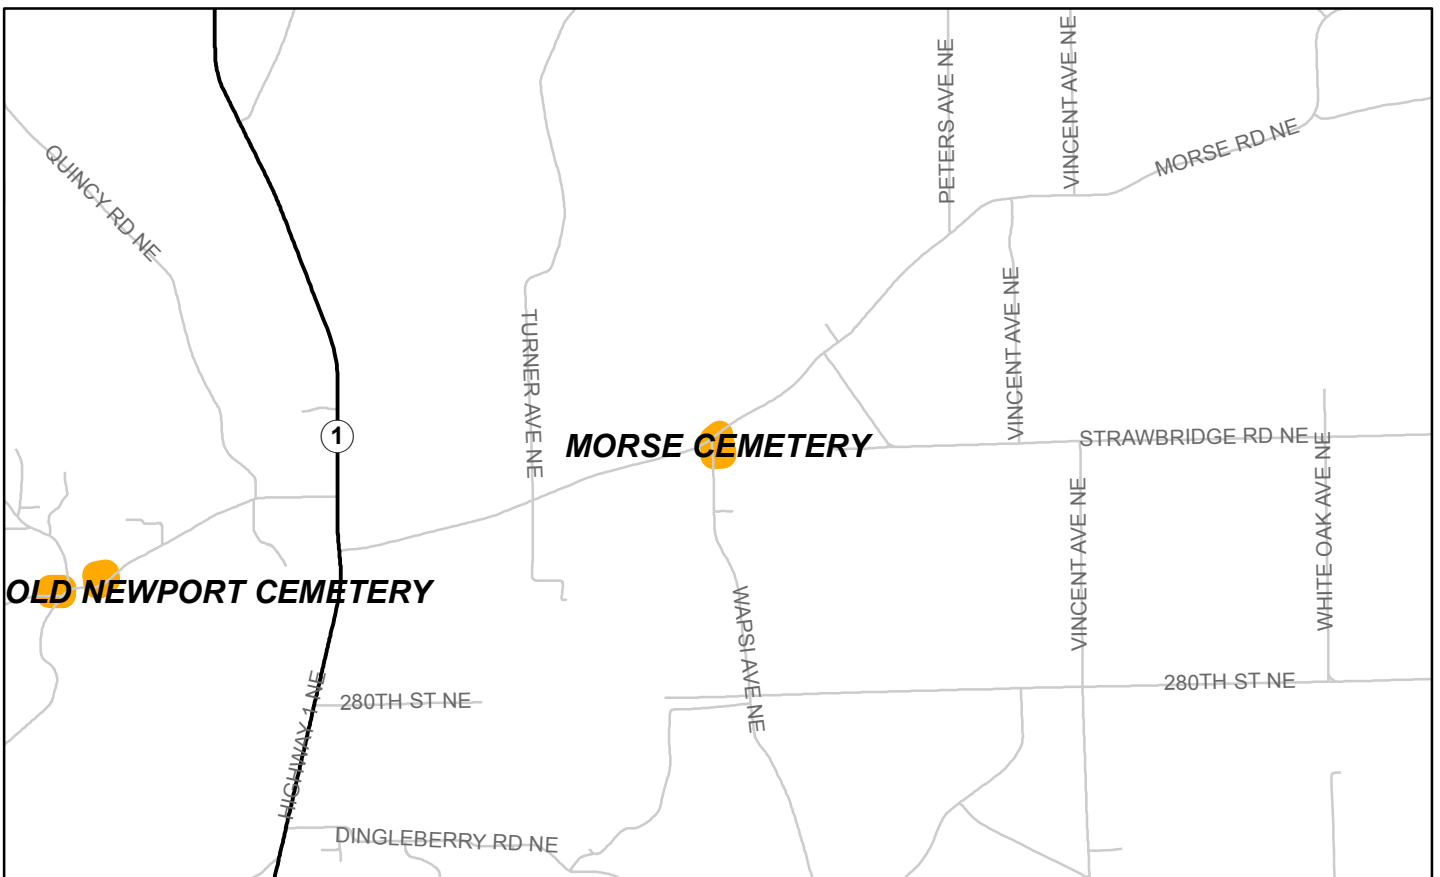 VINCENT AVE NE
PETERS AVE NE
MORSE RD NE
QUINCY RD NE
VINCENT AVE NE
TURNER AVE NE
1
MORSE CEMETERY
STRAWBRIDGE RD NE
WHITE OAK AVE NE
VINCENT AVE NE
OLD NEWPORT CEMETERY
WAPSI AVE NE
280TH ST NE
280TH ST NE
HIGHWAY 1 NE
DINGLEBERRY RD NE